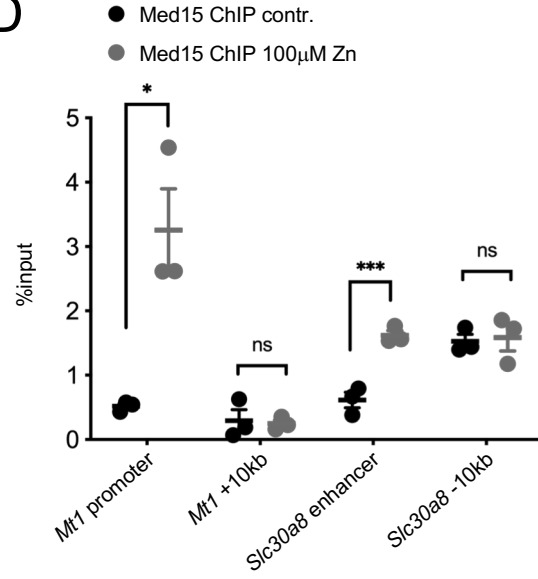 D
Med15 ChIP contr.
Med15 ChIP 100μM Zn
*
5
4
3
2
1
0
%input
ns
***
ns
Mt1 promoter
Mt1 +10kb
Slc30a8 enhancer
Slc30a8 -10kb